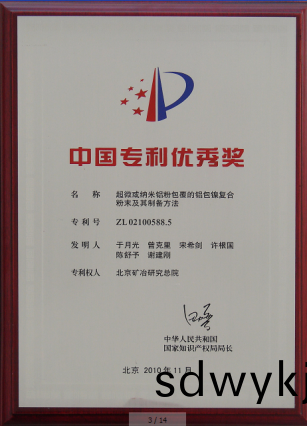 中国专利优秀奖
名 称 超微或纳米铝粉包覆的铝包镍复合
粉末及其制备方法
专 利 号 ZL 02100588.5
发 明 人 于月光 曾克里 宋希剑 许根国
陈舒予 谢建刚
专利权人 北京矿冶研究总院
中华人民共和国
国家知识产权局局长
北京 2010年11月
sdwykj
3 / 14